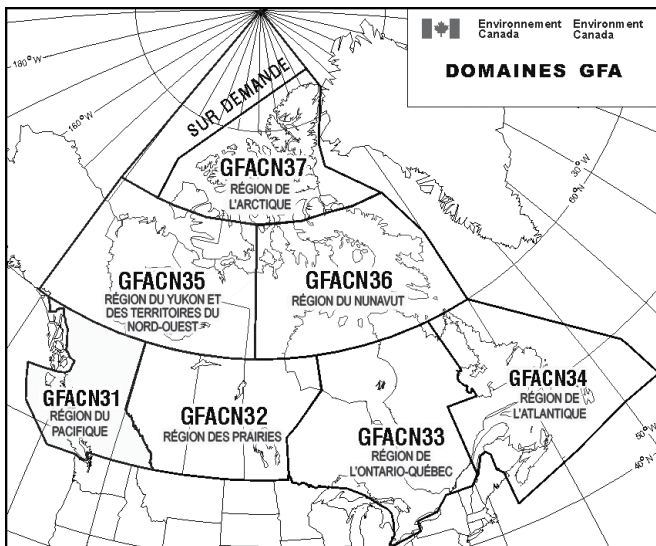 Environnement Canada
Environment Canada
DOMAINES GFA
180°W
160°W
SUR DEMANDE
30°W
60°N
GFACN37
RÉGION DE
L'ARCTIQUE
GFACN35
RÉGION DU YUKON ET
DES TERRITOIRES DU
NORD-OUEST
GFACN36
RÉGION DU NUNAVUT
GFACN31
RÉGION DU
PACIFIQUE
GFACN32
RÉGION DES PRAIRIES
GFACN33
RÉGION DE
L'ONTARIO-QUÉBEC
GFACN34
RÉGION DE
L'ATLANTIQUE
50°W
40°N